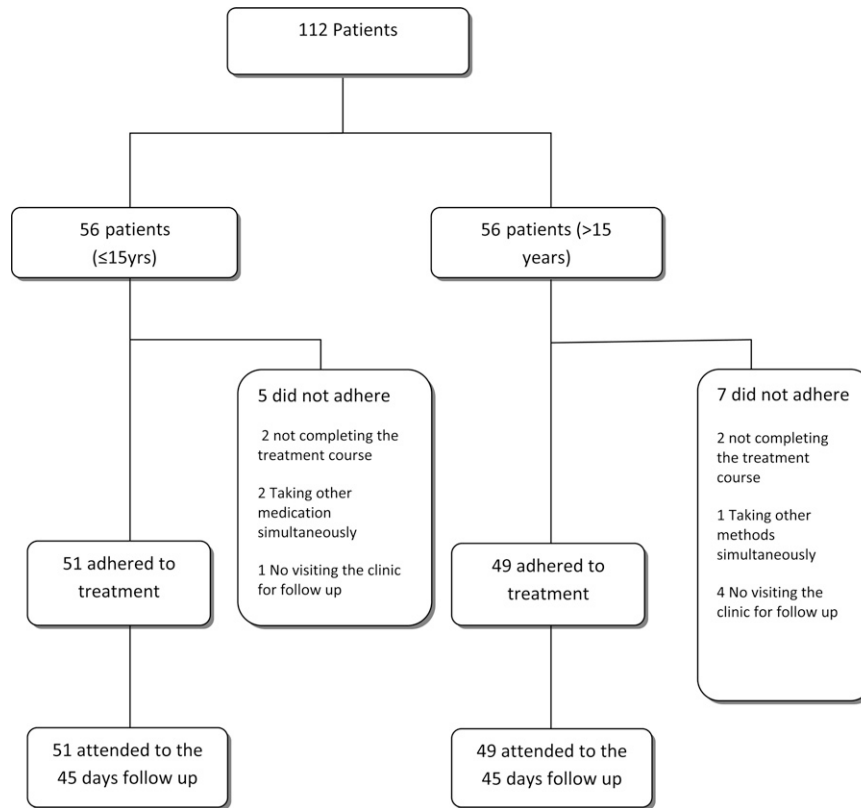 112 Patients
56 patients
(≤15yrs)
56 patients (>15
years)
5 did not adhere
2 not completing the
treatment course
2 Taking other
medication
simultaneously
1 No visiting the clinic
for follow up
7 did not adhere
2 not completing
the treatment
course
1 Taking other
methods
simultaneously
4 No visiting the
clinic for follow up
51 adhered to
treatment
49 adhered to
treatment
51 attended to the
45 days follow up
49 attended to the
45 days follow up